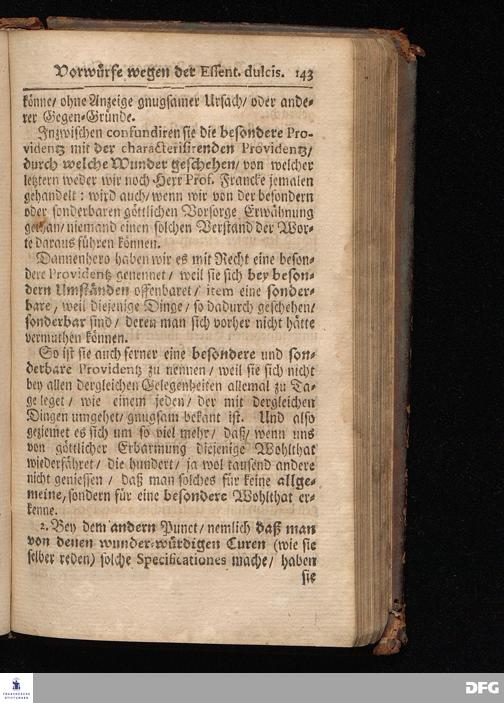 Vorwürfe wegen der Essent. dulcis. 143
könne/ ohne Anzeige gnugsamer Ursach/ oder ande-
rer Gegen-Gründe.
Inzwischen confundiren sie die besondere Pro-
videntz mit der characterisirenden Providentz/
durch welche Wunder geschehen/ von welcher
letztern weder wir noch Herr Prof. Francke jemalen
gehandelt: wird auch/ wenn wir von der besondern
oder sonderbaren göttlichen Vorsorge Erwähnung
gethan/ niemand einen solchen Verstand der Wor-
te daraus führen können.
Dannenhero haben wir es mit Recht eine beson-
dere Providentz genennet/ weil sie sich bey beson-
dern Umständen offenbaret/ item eine sonder-
bare, weil diejenige Dinge/ so dadurch geschehen/
sonderbar sind/ deren man sich vorher nicht hätte
vermuthen können.
So ist sie auch ferner eine besondere und son-
derbare Providentz zu nennen/ weil sie sich nicht
bey allen dergleichen Gelegenheiten allemal zu Ta-
ge leget/ wie einem jeden/ der mit dergleichen
Dingen umgehet/ gnugsam bekant ist. Und also
geziemet es sich um so viel mehr/ daß/ wenn uns
von göttlicher Erbarmung diejenige Wohlthat
wiederfähret/ die hundert/ ja wol tausend andere
nicht geniessen/ daß man solches für keine allge-
meine, sondern für eine besondere Wohlthat er-
kenne.
2. Bey dem andern Punct/ nemlich daß man
von denen wunder-würdigen Curen (wie sie
selber reden) solche Specificationes mache/ haben
sie
FRANCKESCHE
STIFTUNGEN
DFG